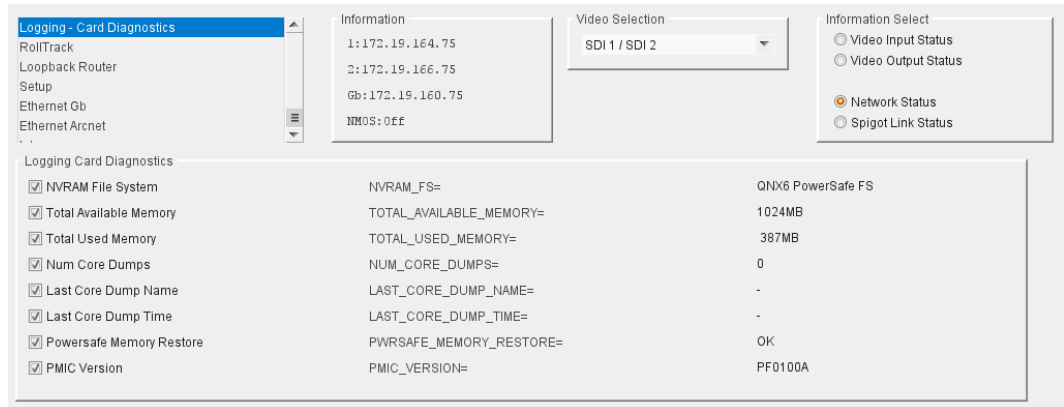 Logging - Card Diagnostics
RollTrack
Loopback Router
Setup
Ethernet Gb
Ethernet Arcnet
Information
1:172.19.164.75
2:172.19.166.75
Gb:172.19.160.75
NMOS:Off
Video Selection
SDI 1 / SDI 2
Information Select
Video Input Status
Video Output Status
Network Status
Spigot Link Status
Logging Card Diagnostics
NVRAM File System NVRAM_FS= QNX6 PowerSafe FS
Total Available Memory TOTAL_AVAILABLE_MEMORY= 1024MB
Total Used Memory TOTAL_USED_MEMORY= 387MB
Num Core Dumps NUM_CORE_DUMPS= 0
Last Core Dump Name LAST_CORE_DUMP_NAME= -
Last Core Dump Time LAST_CORE_DUMP_TIME= -
Powersafe Memory Restore PWRSAFE_MEMORY_RESTORE= OK
PMIC Version PMIC_VERSION= PF0100A